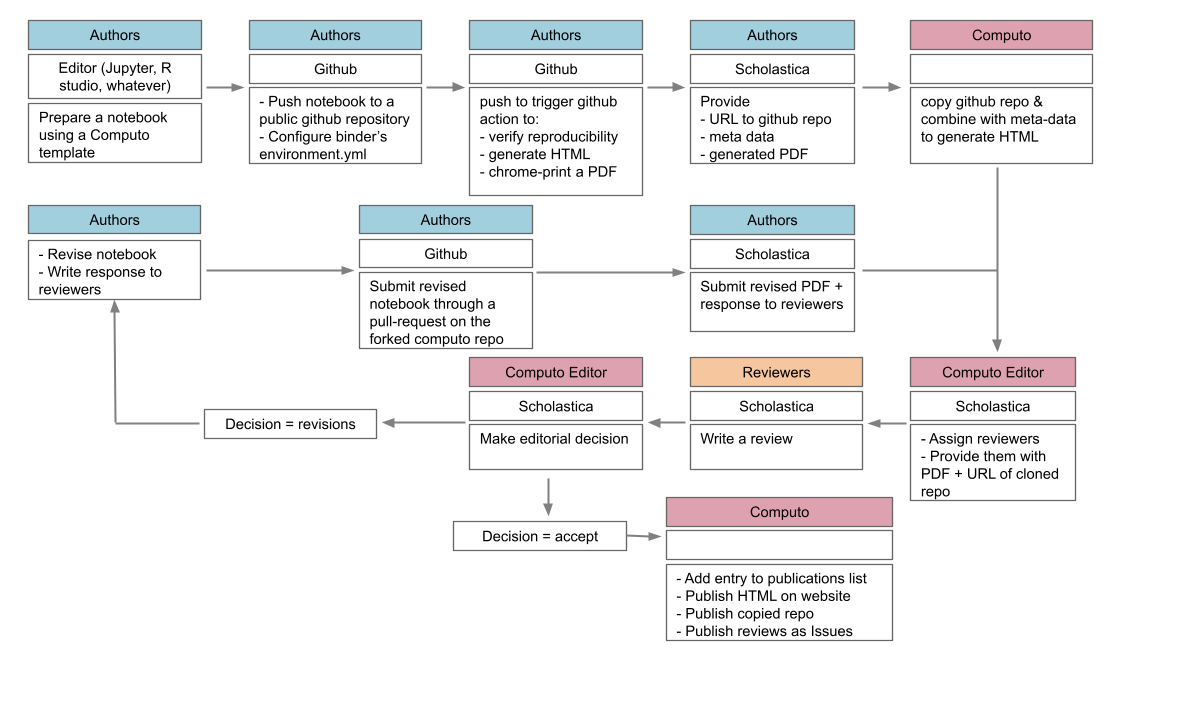 Authors
Editor (Jupyter, R
studio, whatever)
Prepare a notebook
using a Computo
template
Authors
Github
- Push notebook to a
public github repository
- Configure binder's
environment.yml
Authors
Github
push to trigger github
action to:
- verify reproducibility
- generate HTML
- chrome-print a PDF
Authors
Scholastica
Provide
- URL to github repo
- meta data
- generated PDF
Computo
copy github repo &
combine with meta-data
to generate HTML
Authors
- Revise notebook
- Write response to
reviewers
Authors
Github
Submit revised
notebook through a
pull-request on the
forked computo repo
Authors
Scholastica
Submit revised PDF +
response to reviewers
Computo Editor
Scholastica
- Assign reviewers
- Provide them with
PDF + URL of cloned
repo
Reviewers
Scholastica
Write a review
Computo Editor
Scholastica
Make editorial decision
Decision = revisions
Decision = accept
Computo
- Add entry to publications list
- Publish HTML on website
- Publish copied repo
- Publish reviews as Issues